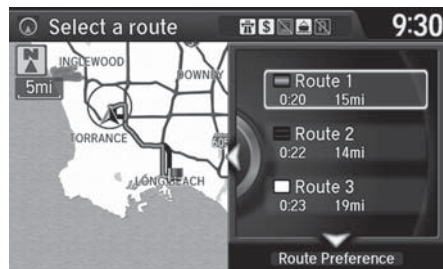 Select a route
$
9:30
N
INGLEWOOD
DOWNEY
5mi
TORRANCE
605
LONG BEACH
Route 1
0:20 15mi
Route 2
0:22 14mi
Route 3
0:23 19mi
Route Preference